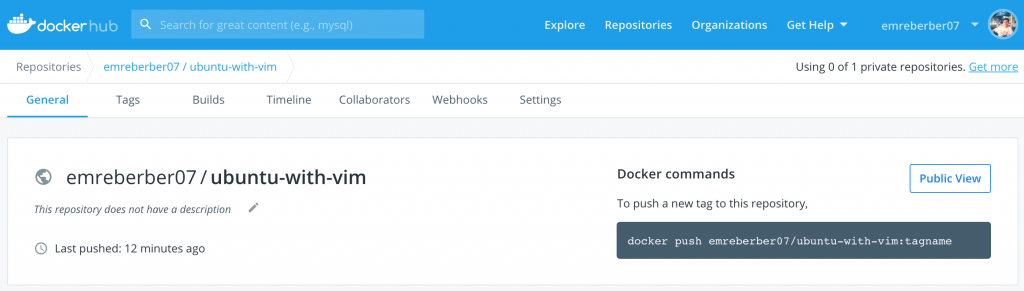 dockerhub Search for great content (e.g., mysql) Explore Repositories Organizations Get Help emreberber07
Repositories emreberber07 / ubuntu-with-vim Using 0 of 1 private repositories. Get more
General Tags Builds Timeline Collaborators Webhooks Settings
emreberber07 / ubuntu-with-vim
This repository does not have a description
Last pushed: 12 minutes ago
Docker commands
Public View
To push a new tag to this repository,
docker push emreberber07/ubuntu-with-vim:tagname